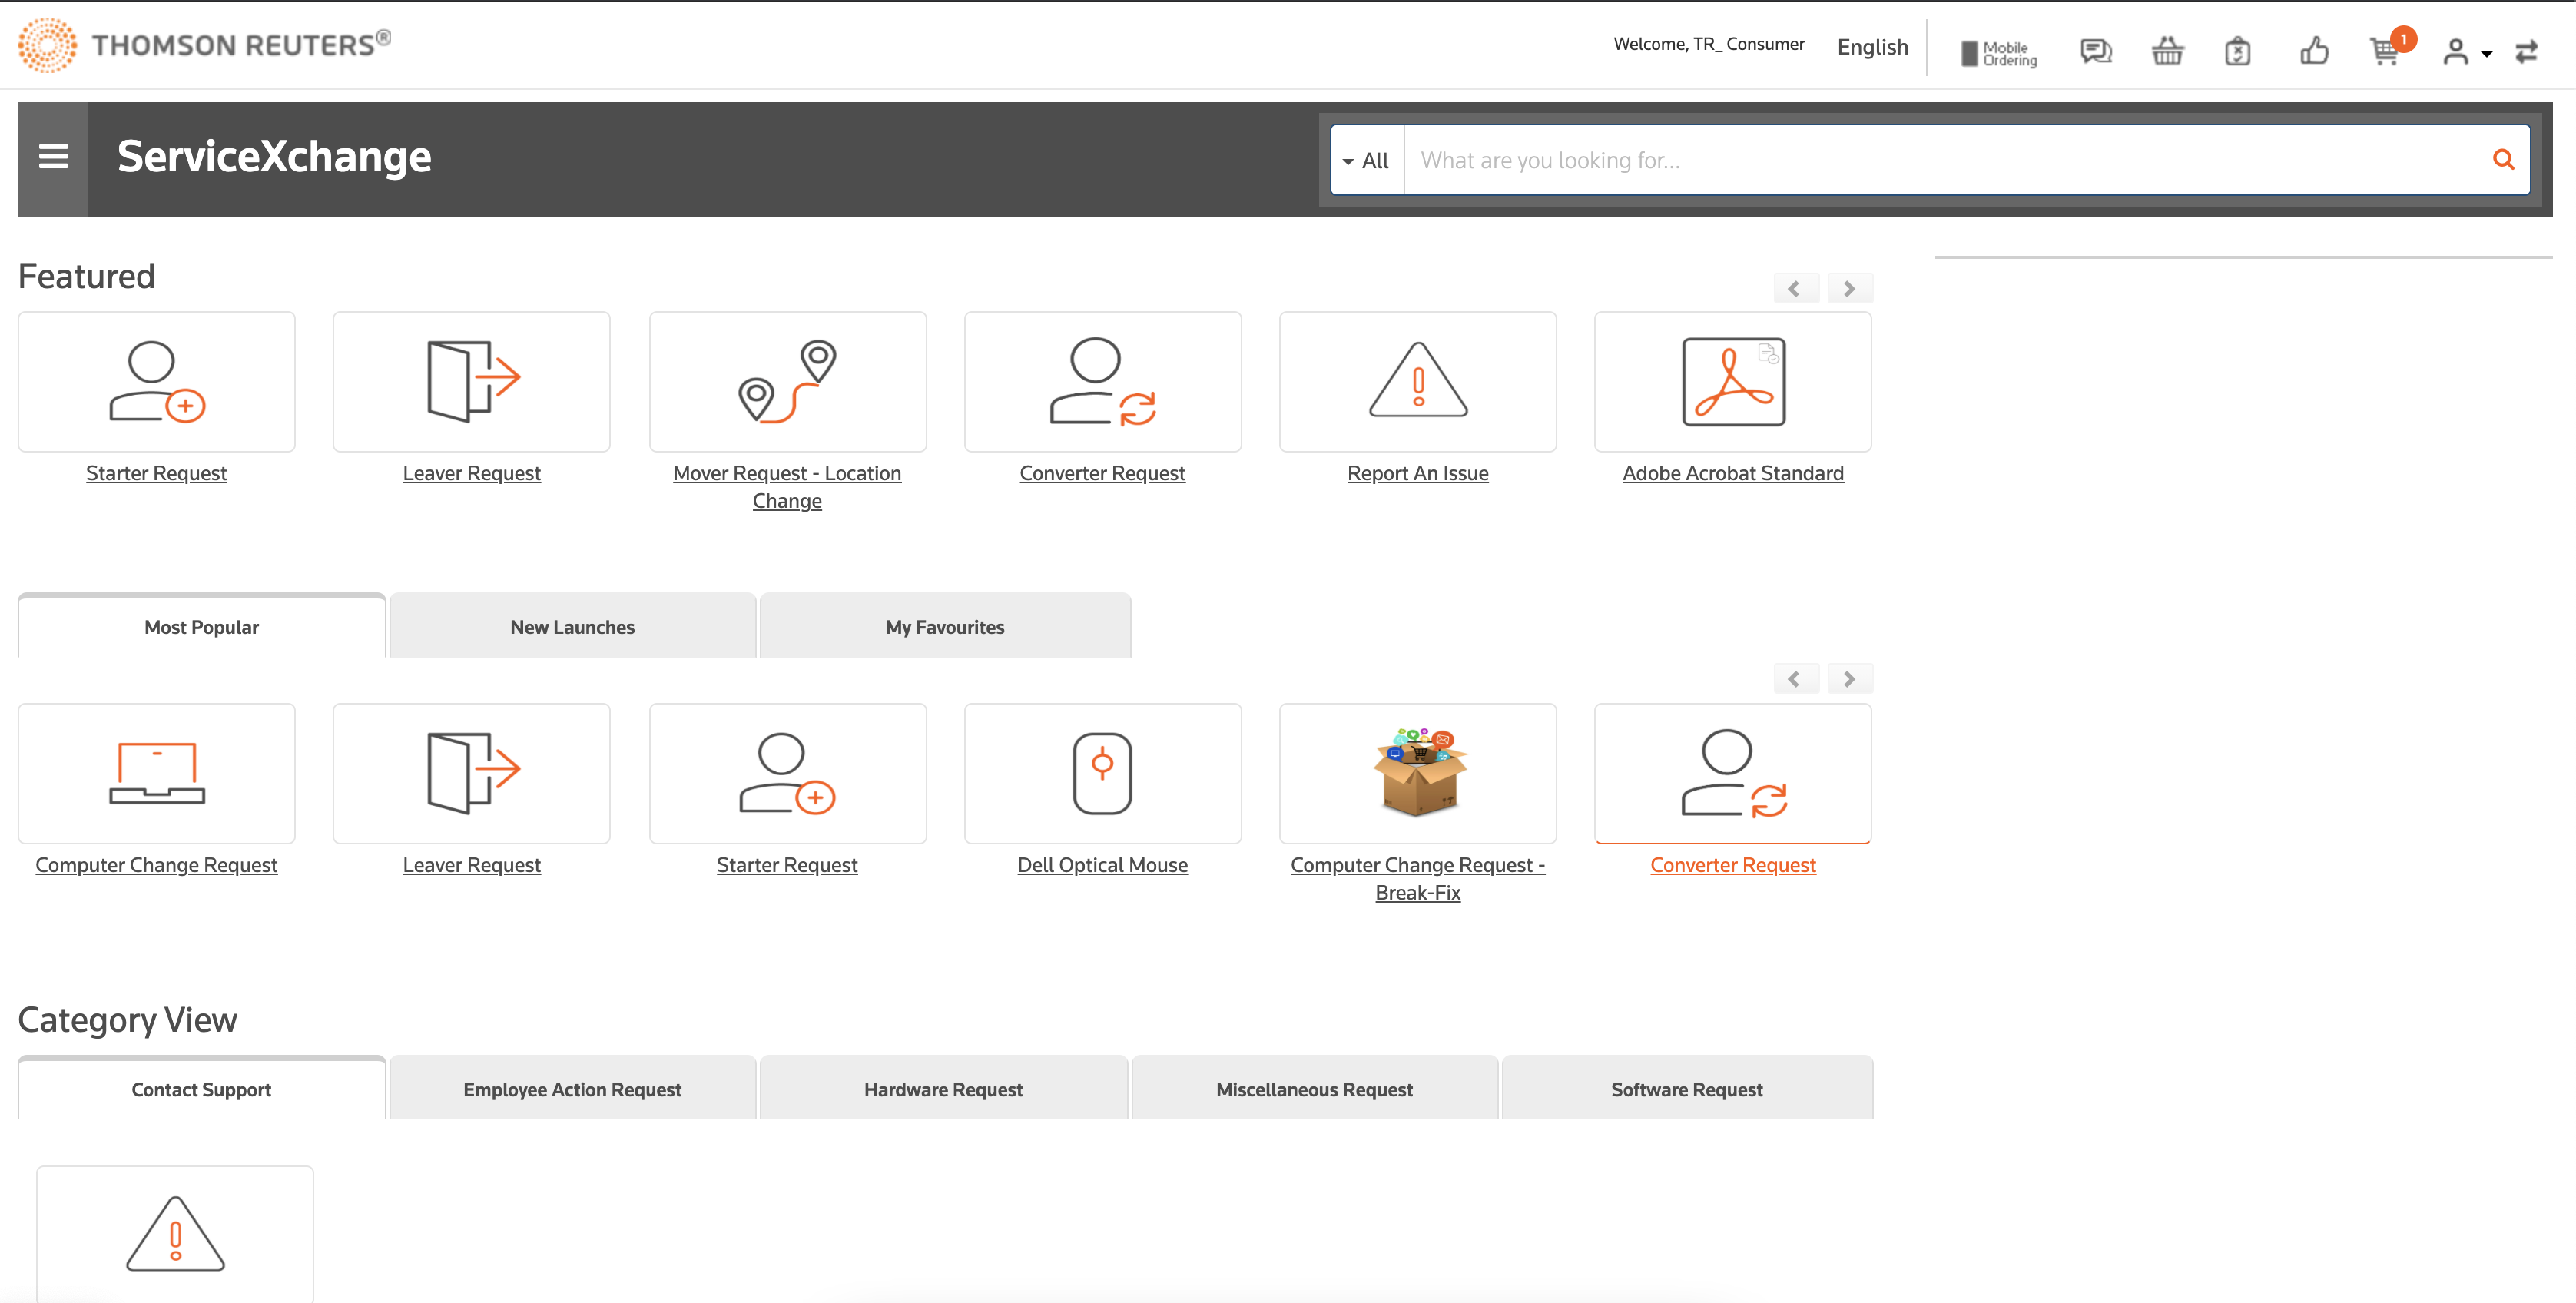 THOMSON REUTERS®
Welcome, TR_ Consumer
English
Mobile
Ordering
1
ServiceXchange
All
What are you looking for...
Featured
Starter Request
Leaver Request
Mover Request - Location
Change
Converter Request
Report An Issue
Adobe Acrobat Standard
Most Popular
New Launches
My Favourites
Computer Change Request
Leaver Request
Starter Request
Dell Optical Mouse
Computer Change Request -
Break-Fix
Converter Request
Category View
Contact Support
Employee Action Request
Hardware Request
Miscellaneous Request
Software Request